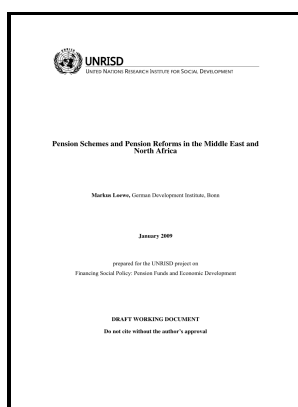 UNRISD
UNITED NATIONS RESEARCH INSTITUTE FOR SOCIAL DEVELOPMENT
Pension Schemes and Pension Reforms in the Middle East and
North Africa
Markus Loewe, German Development Institute, Bonn
January 2009
prepared for the UNRISD project on
Financing Social Policy: Pension Funds and Economic Development
DRAFT WORKING DOCUMENT
Do not cite without the author's approval